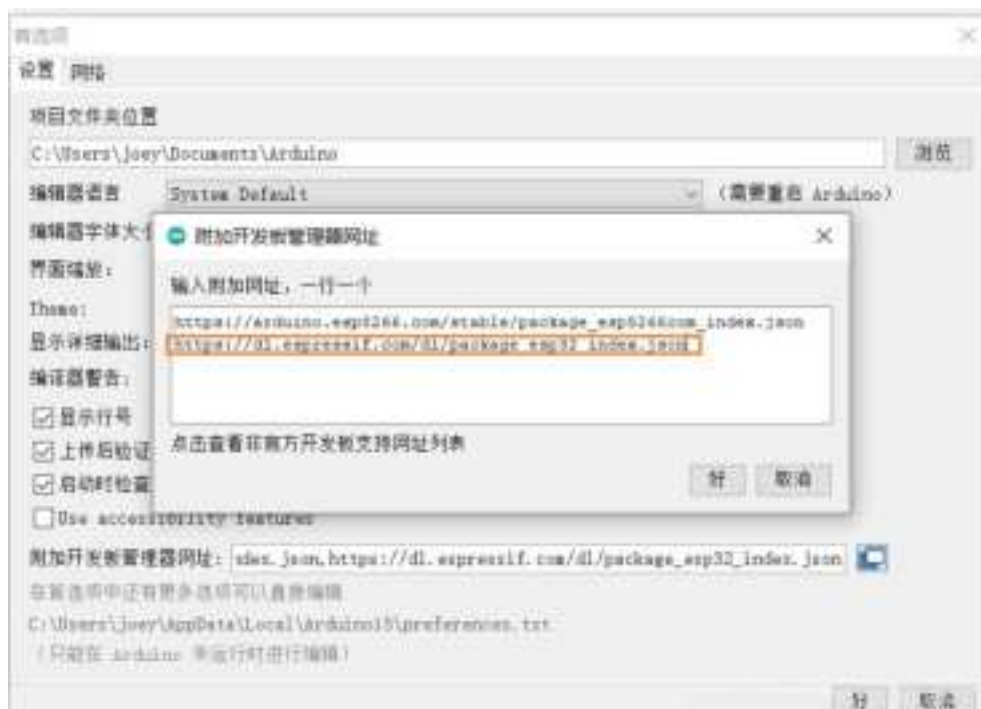 首选项
设置 网络
项目文件夹位置
C:\Users\joey\Documents\Arduino 浏览
编辑器语言 System Default （需要重启 Arduino）
编辑器字体大小
附加开发板管理器网址
界面缩放：
输入附加网址，一行一个
Theme:
https://arduino.esp8266.com/stable/package_esp8266com_index.json
显示详细输出：
https://dl.espressif.com/dl/package_esp32_index.json
编译器警告：
显示行号
点击查看非官方开发板支持网址列表
上传后验证
启动时检查
好 取消
Use accessibility features
附加开发板管理器网址: ndex.json,https://dl.espressif.com/dl/package_esp32_index.json
在首选项中还有更多选项可以直接编辑
C:\Users\joey\AppData\Local\Arduino15\preferences.txt
（只能在 Arduino 未运行时进行编辑）
好 取消